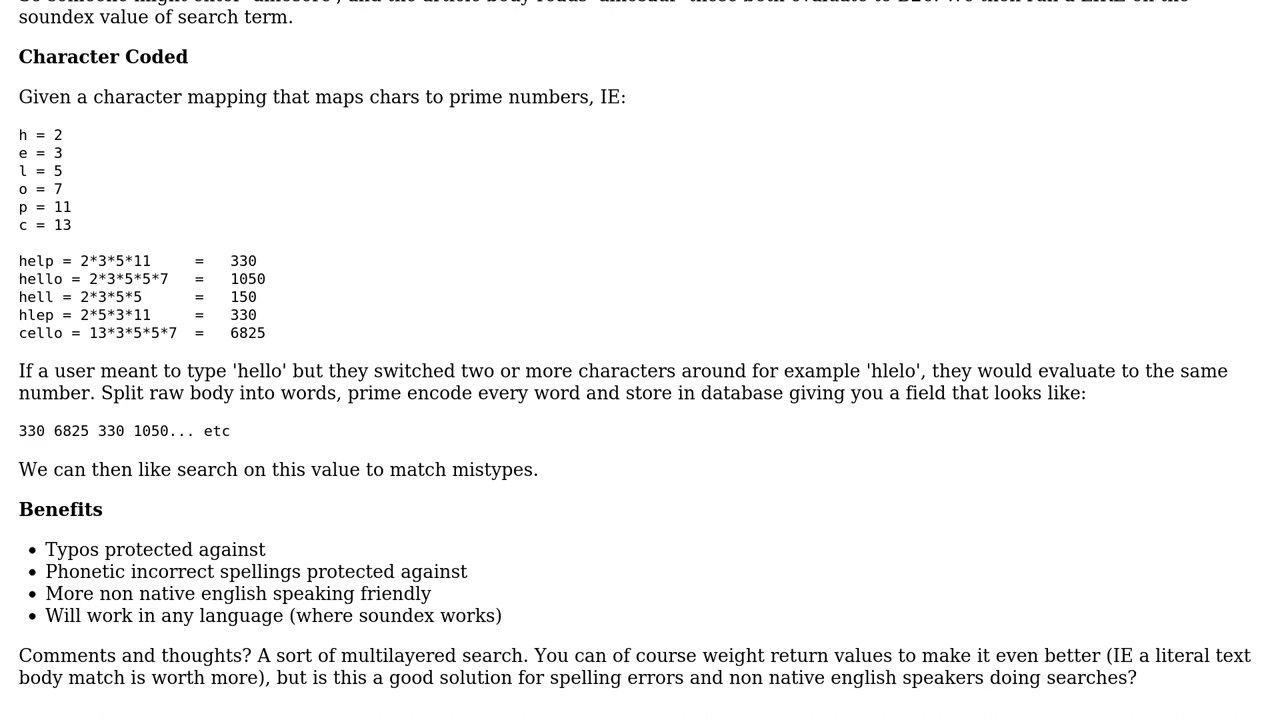 soundex value of search term.
Character Coded
Given a character mapping that maps chars to prime numbers, IE:
h = 2
e = 3
l = 5
o = 7
p = 11
c = 13
help = 2*3*5*11     =   330
hello = 2*3*5*5*7   =   1050
hell = 2*3*5*5      =   150
hlep = 2*5*3*11     =   330
cello = 13*3*5*5*7  =   6825
If a user meant to type 'hello' but they switched two or more characters around for example 'hlelo', they would evaluate to the same
number. Split raw body into words, prime encode every word and store in database giving you a field that looks like:
330 6825 330 1050... etc
We can then like search on this value to match mistypes.
Benefits
• Typos protected against
• Phonetic incorrect spellings protected against
• More non native english speaking friendly
• Will work in any language (where soundex works)
Comments and thoughts? A sort of multilayered search. You can of course weight return values to make it even better (IE a literal text
body match is worth more), but is this a good solution for spelling errors and non native english speakers doing searches?